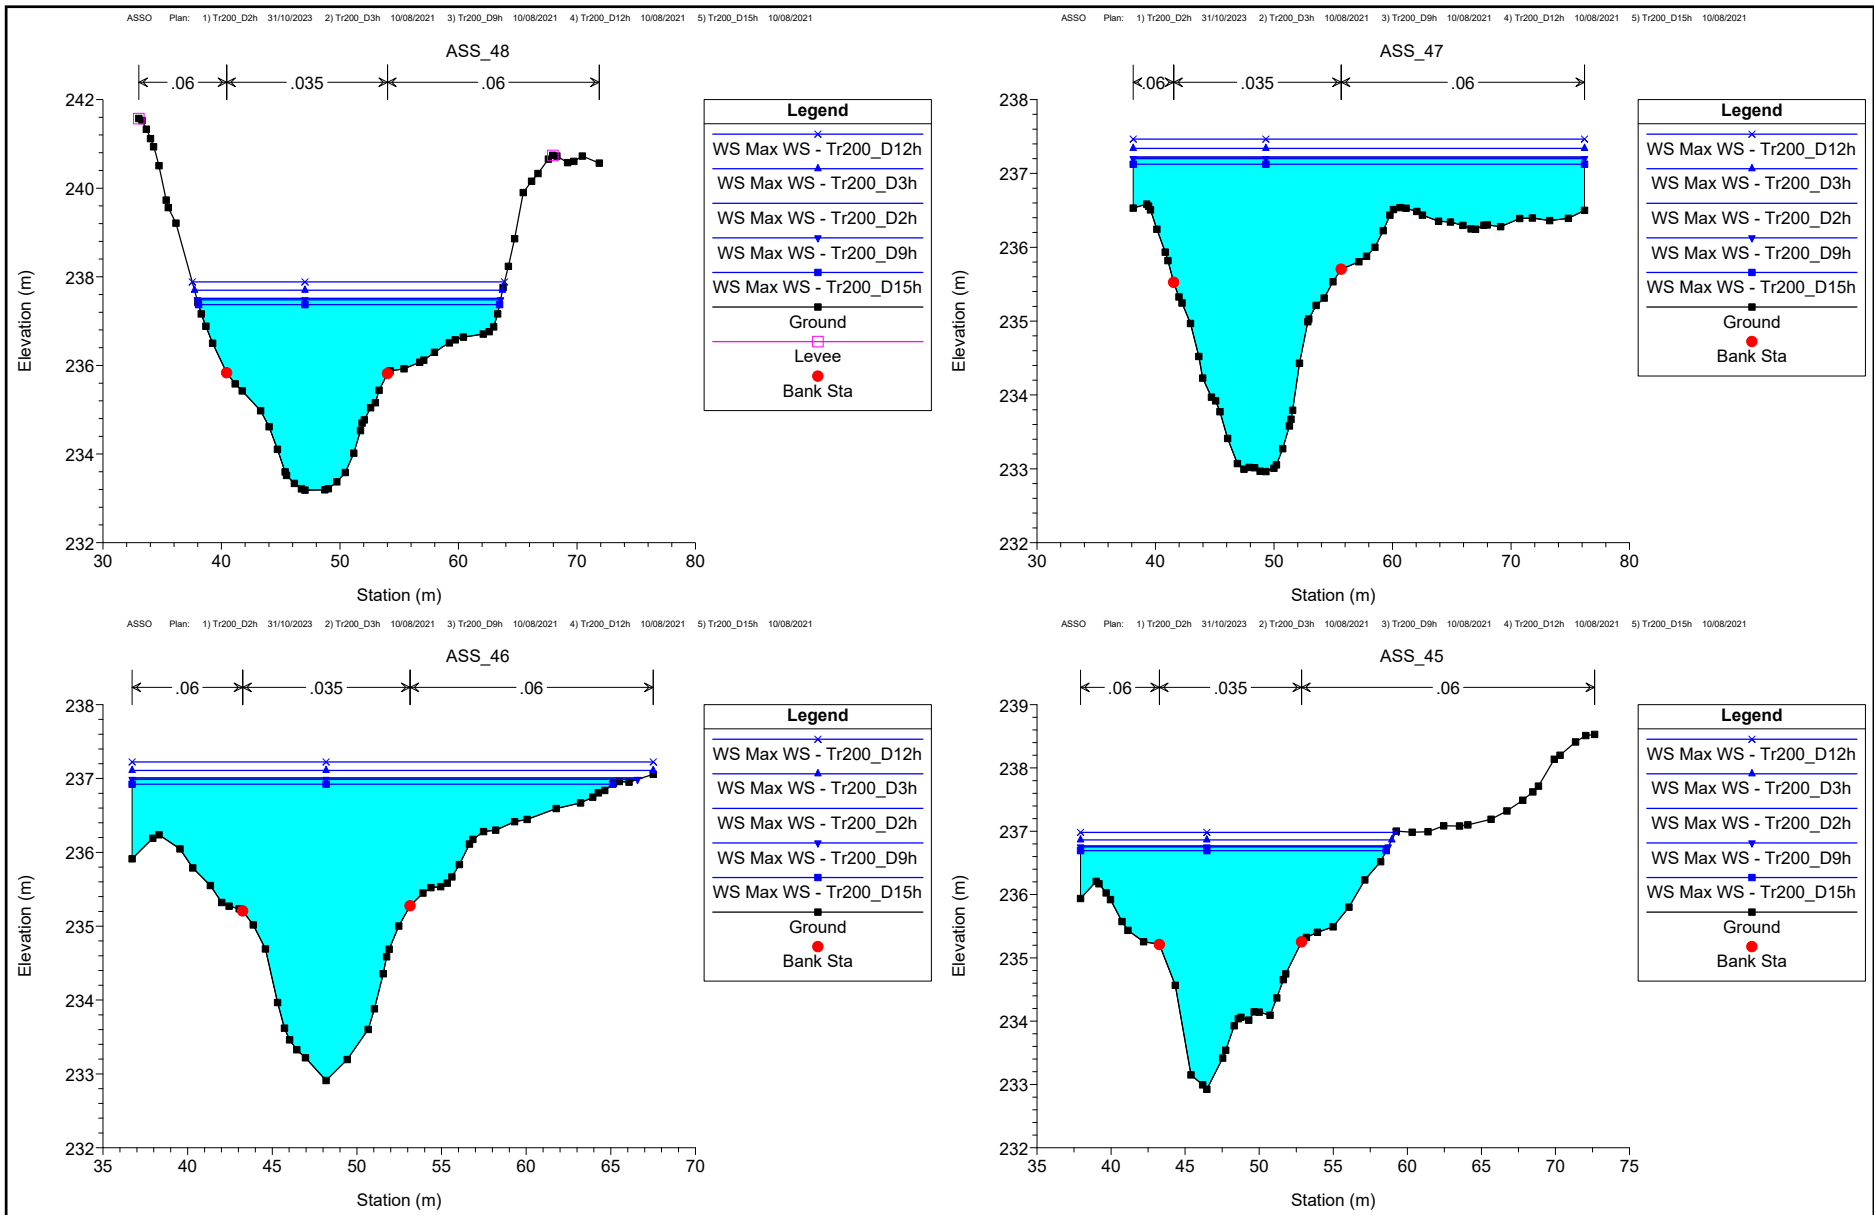 ASSO Plan: 1) Tr200_D2h 31/10/2023 2) Tr200_D3h 10/08/2021 3) Tr200_D9h 10/08/2021 4) Tr200_D12h 10/08/2021 5) Tr200_D15h 10/08/2021
ASS_48
.06 .035 .06
242
240
238
236
234
232
30 40 50 60 70 80
Elevation (m)
Station (m)
Legend
WS Max WS - Tr200_D12h
WS Max WS - Tr200_D3h
WS Max WS - Tr200_D2h
WS Max WS - Tr200_D9h
WS Max WS - Tr200_D15h
Ground
Levee
Bank Sta
ASSO Plan: 1) Tr200_D2h 31/10/2023 2) Tr200_D3h 10/08/2021 3) Tr200_D9h 10/08/2021 4) Tr200_D12h 10/08/2021 5) Tr200_D15h 10/08/2021
ASS_47
.06 .035 .06
238
237
236
235
234
233
232
30 40 50 60 70 80
Elevation (m)
Station (m)
Legend
WS Max WS - Tr200_D12h
WS Max WS - Tr200_D3h
WS Max WS - Tr200_D2h
WS Max WS - Tr200_D9h
WS Max WS - Tr200_D15h
Ground
Bank Sta
ASSO Plan: 1) Tr200_D2h 31/10/2023 2) Tr200_D3h 10/08/2021 3) Tr200_D9h 10/08/2021 4) Tr200_D12h 10/08/2021 5) Tr200_D15h 10/08/2021
ASS_46
.06 .035 .06
238
237
236
235
234
233
232
35 40 45 50 55 60 65 70
Elevation (m)
Station (m)
Legend
WS Max WS - Tr200_D12h
WS Max WS - Tr200_D3h
WS Max WS - Tr200_D2h
WS Max WS - Tr200_D9h
WS Max WS - Tr200_D15h
Ground
Bank Sta
ASSO Plan: 1) Tr200_D2h 31/10/2023 2) Tr200_D3h 10/08/2021 3) Tr200_D9h 10/08/2021 4) Tr200_D12h 10/08/2021 5) Tr200_D15h 10/08/2021
ASS_45
.06 .035 .06
239
238
237
236
235
234
233
232
35 40 45 50 55 60 65 70 75
Elevation (m)
Station (m)
Legend
WS Max WS - Tr200_D12h
WS Max WS - Tr200_D3h
WS Max WS - Tr200_D2h
WS Max WS - Tr200_D9h
WS Max WS - Tr200_D15h
Ground
Bank Sta